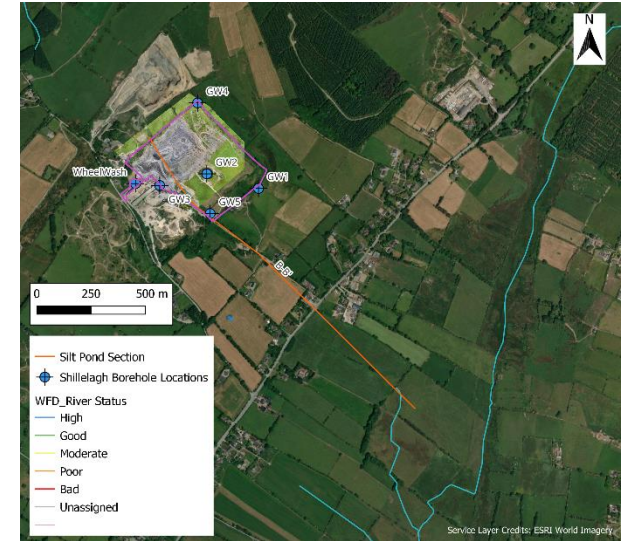 N
GW4
GW2
WheelWash
GW1
GW3
GW5
B-B'
0 250 500 m
Silt Pond Section
Shillelagh Borehole Locations
WFD_River Status
High
Good
Moderate
Poor
Bad
Unassigned
Service Layer Credits: ESRI World Imagery